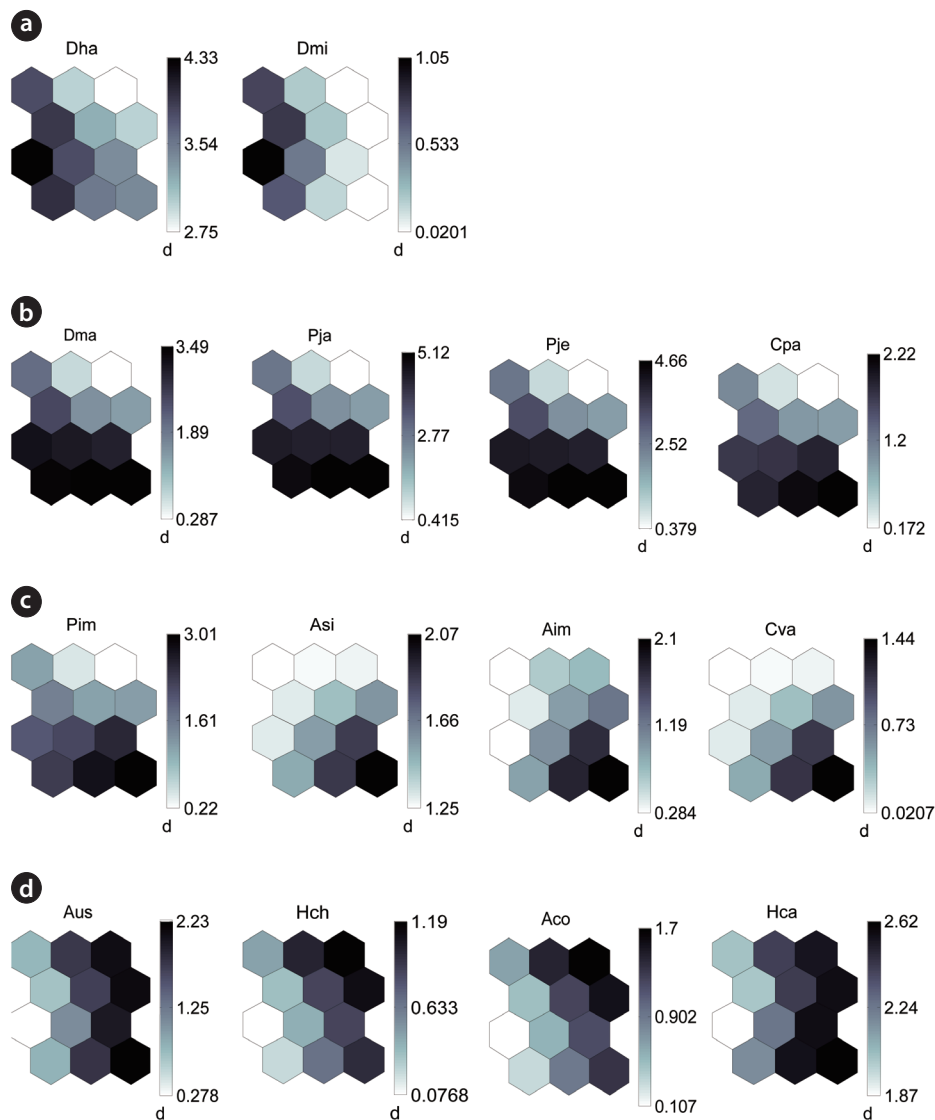 a
Dha
4.33
3.54
2.75
d
Dmi
1.05
0.533
0.0201
d
b
Dma
3.49
1.89
0.287
d
Pja
5.12
2.77
0.415
d
Pje
4.66
2.52
0.379
d
Cpa
2.22
1.2
0.172
d
c
Pim
3.01
1.61
0.22
d
Asi
2.07
1.66
1.25
d
Aim
2.1
1.19
0.284
d
Cva
1.44
0.73
0.0207
d
d
Aus
2.23
1.25
0.278
d
Hch
1.19
0.633
0.0768
d
Aco
1.7
0.902
0.107
d
Hca
2.62
2.24
1.87
d